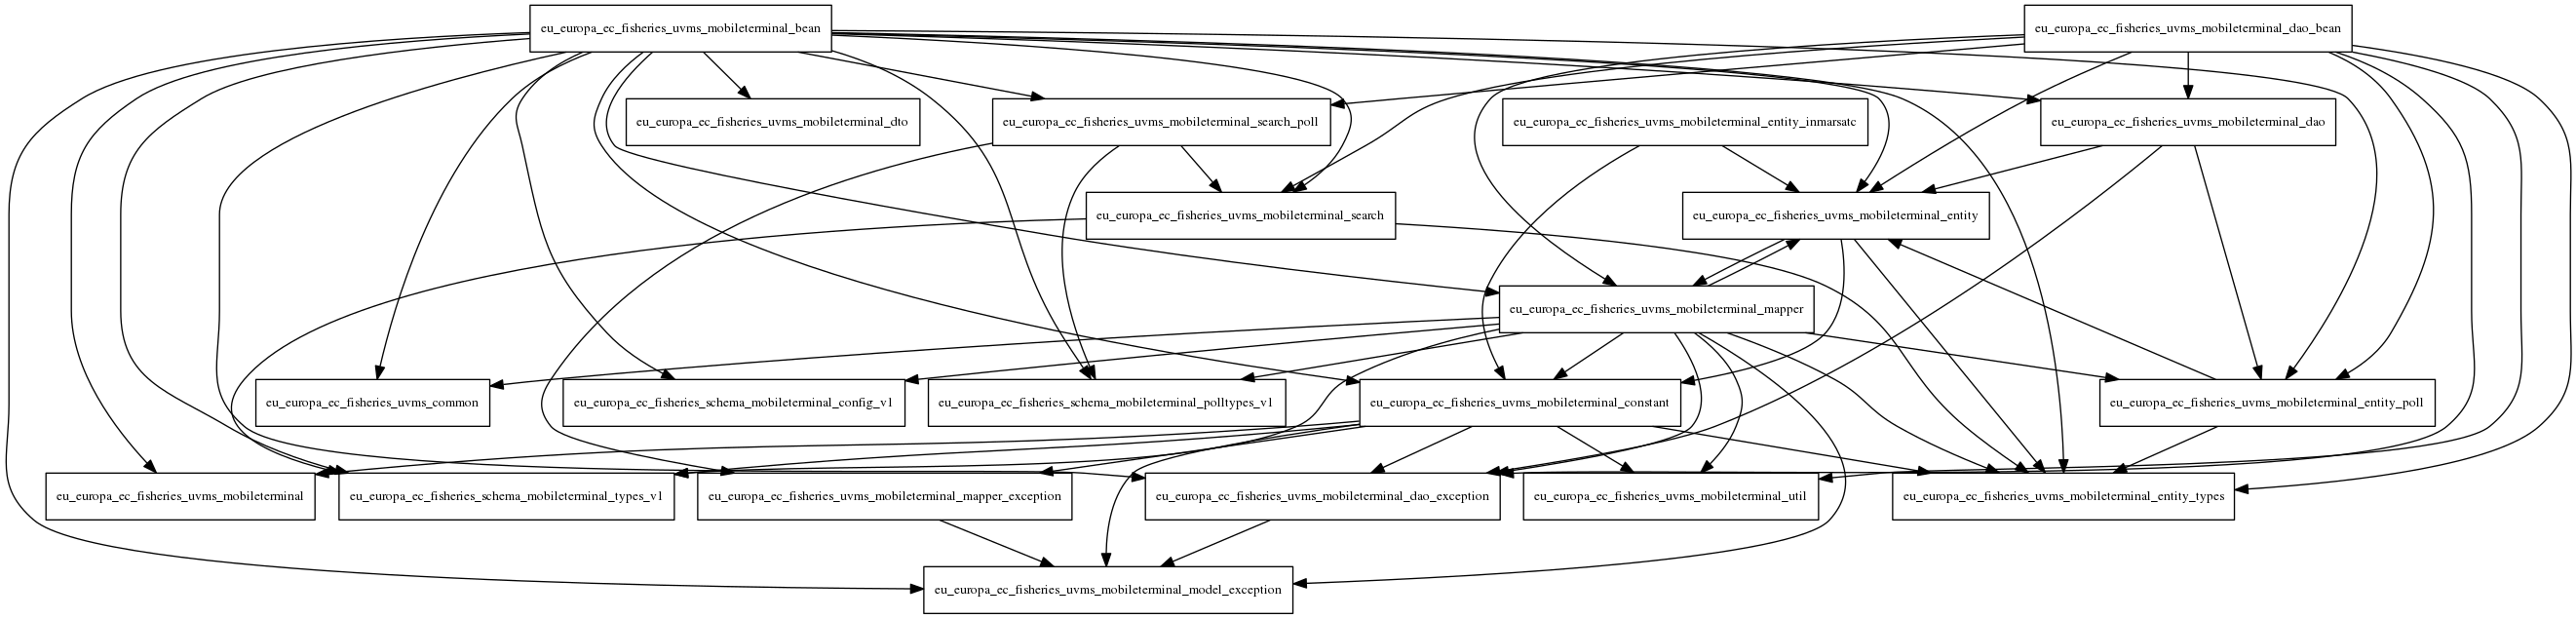 eu_europa_ec_fisheries_uvms_mobileterminal_bean
eu_europa_ec_fisheries_uvms_mobileterminal_dao_bean
eu_europa_ec_fisheries_uvms_mobileterminal_dto
eu_europa_ec_fisheries_uvms_mobileterminal_search_poll
eu_europa_ec_fisheries_uvms_mobileterminal_entity_inmarsatc
eu_europa_ec_fisheries_uvms_mobileterminal_dao
eu_europa_ec_fisheries_uvms_mobileterminal_search
eu_europa_ec_fisheries_uvms_mobileterminal_entity
eu_europa_ec_fisheries_uvms_mobileterminal_mapper
eu_europa_ec_fisheries_uvms_common
eu_europa_ec_fisheries_schema_mobileterminal_config_v1
eu_europa_ec_fisheries_schema_mobileterminal_polltypes_v1
eu_europa_ec_fisheries_uvms_mobileterminal_constant
eu_europa_ec_fisheries_uvms_mobileterminal_entity_poll
eu_europa_ec_fisheries_uvms_mobileterminal
eu_europa_ec_fisheries_schema_mobileterminal_types_v1
eu_europa_ec_fisheries_uvms_mobileterminal_mapper_exception
eu_europa_ec_fisheries_uvms_mobileterminal_dao_exception
eu_europa_ec_fisheries_uvms_mobileterminal_util
eu_europa_ec_fisheries_uvms_mobileterminal_entity_types
eu_europa_ec_fisheries_uvms_mobileterminal_model_exception